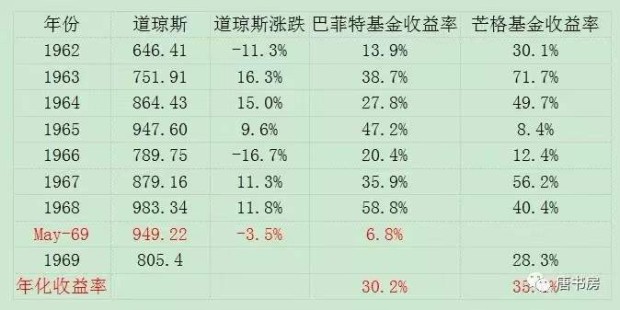 年份 道琼斯 道琼斯涨跌 巴菲特基金收益率 芒格基金收益率
1962 646.41 -11.3% 13.9% 30.1%
1963 751.91 16.3% 38.7% 71.7%
1964 864.43 15.0% 27.8% 49.7%
1965 947.60 9.6% 47.2% 8.4%
1966 789.75 -16.7% 20.4% 12.4%
1967 879.16 11.3% 35.9% 56.2%
1968 983.34 11.8% 58.8% 40.4%
May-69 949.22 -3.5% 6.8%
1969 805.4 28.3%
年化收益率 30.2%
唐书房